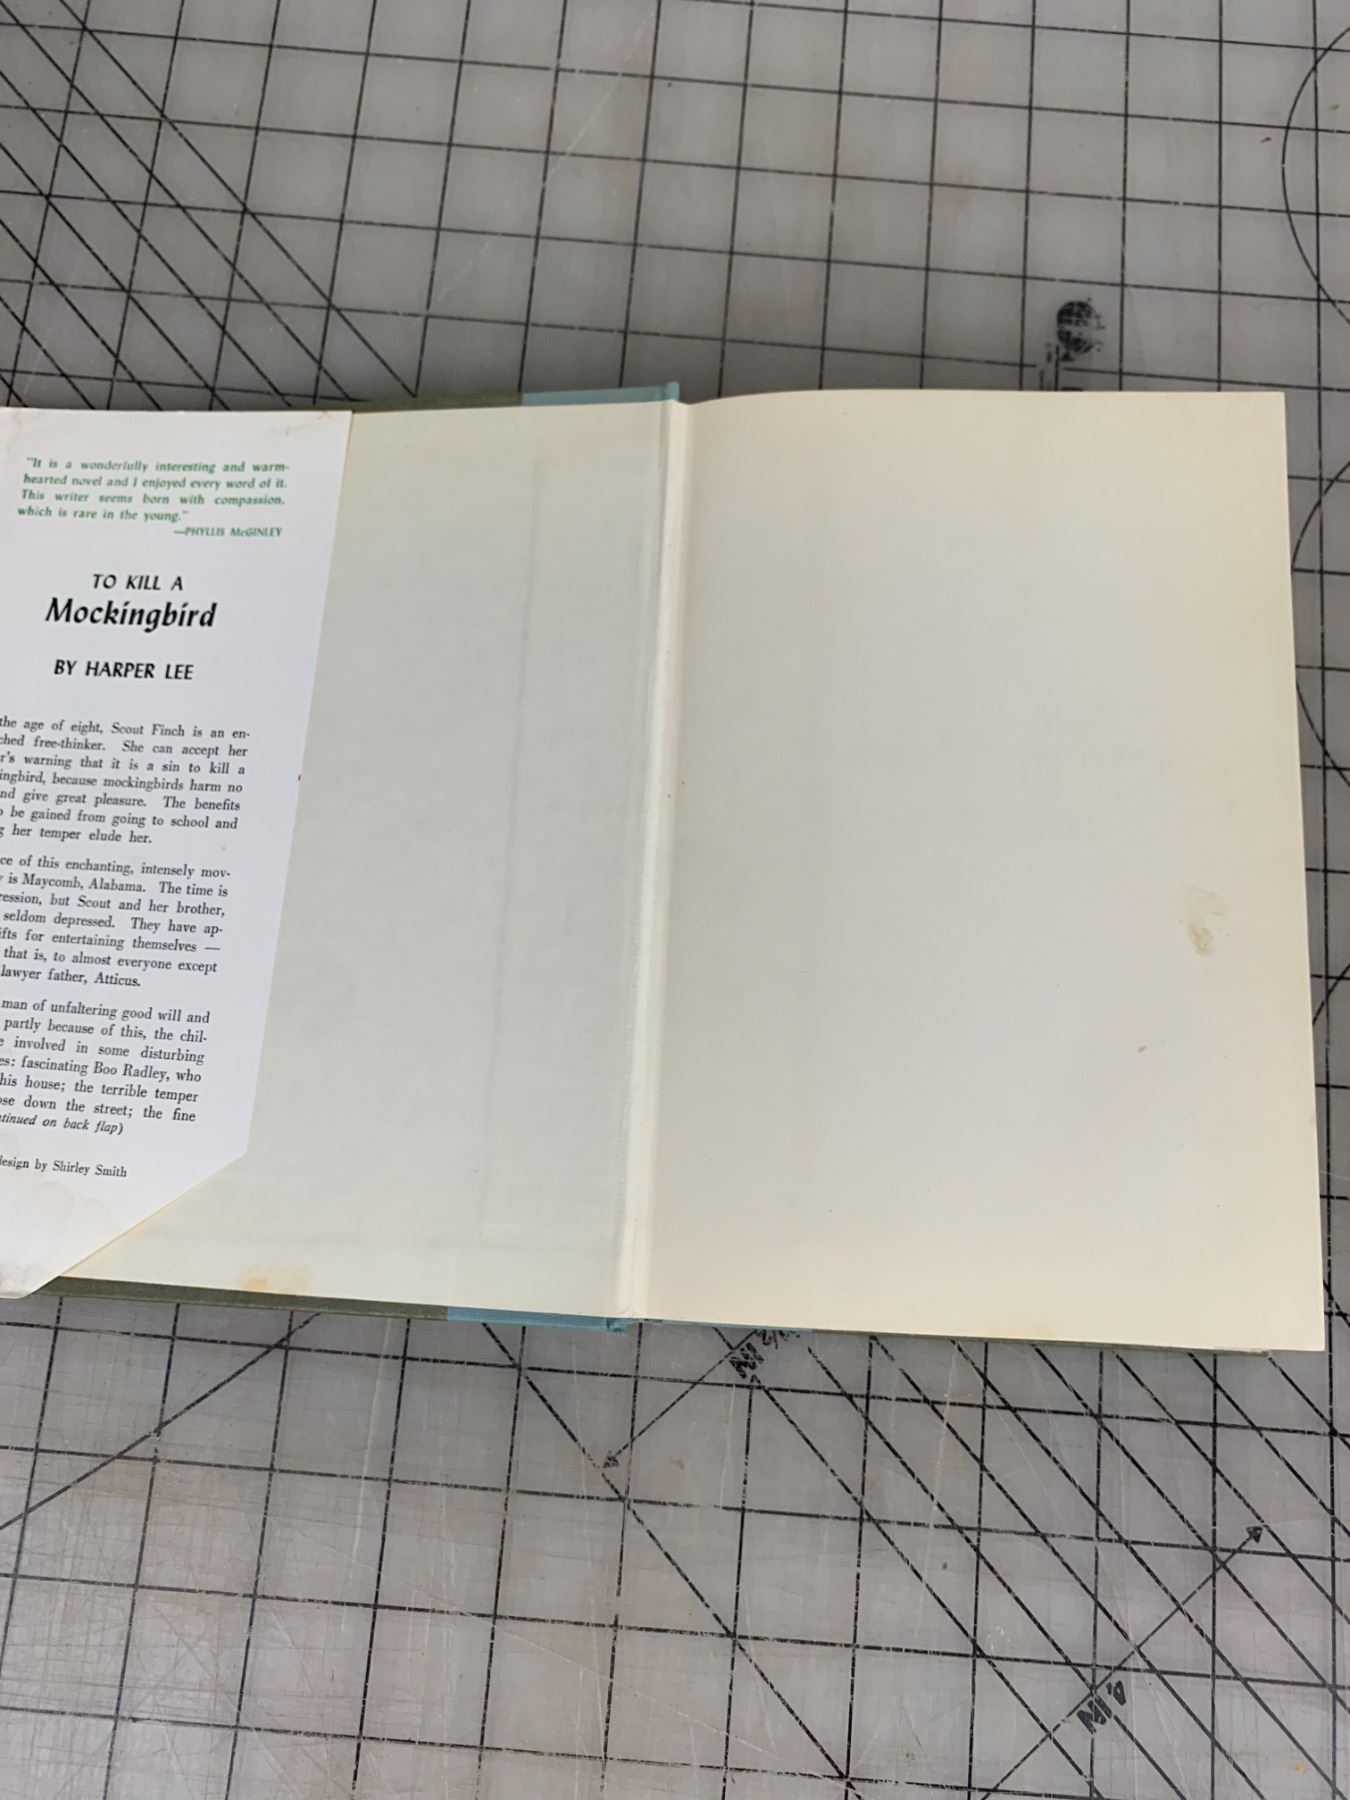 "It is a wonderfully interesting and warm-
hearted novel and I enjoyed every word of it.
This writer seems born with compassion,
which is rare in the young."
—PHYLLIS McGINLEY
TO KILL A
Mockingbird
BY HARPER LEE
the age of eight, Scout Finch is an en-
ched free-thinker. She can accept her
r's warning that it is a sin to kill a
ingbird, because mockingbirds harm no
nd give great pleasure. The benefits
o be gained from going to school and
g her temper elude her.
ce of this enchanting, intensely mov-
y is Maycomb, Alabama. The time is
ression, but Scout and her brother,
seldom depressed. They have ap-
ifts for entertaining themselves —
that is, to almost everyone except
lawyer father, Atticus.
man of unfaltering good will and
partly because of this, the chil-
e involved in some disturbing
es: fascinating Boo Radley, who
his house; the terrible temper
ose down the street; the fine
tinued on back flap)
design by Shirley Smith